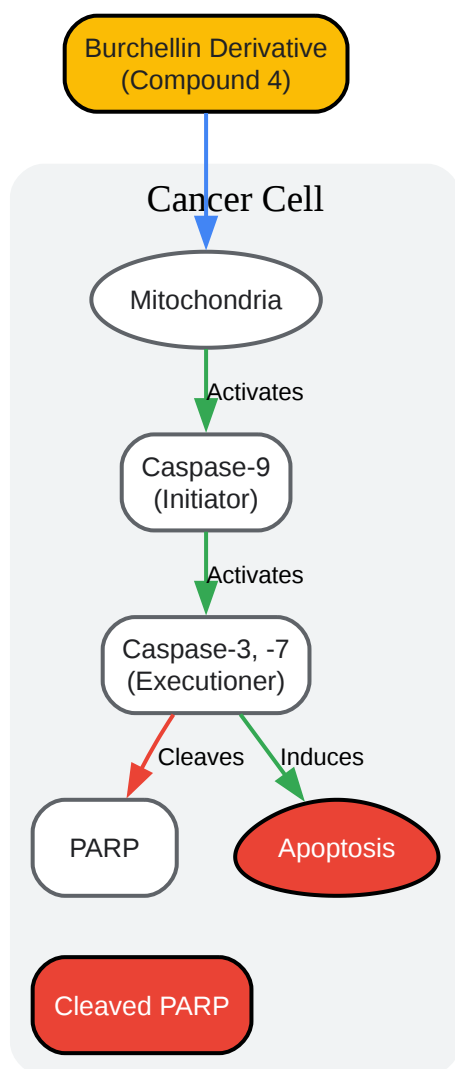 Burchellin Derivative
(Compound 4)
Cancer Cell
Mitochondria
Activates
Caspase-9
(Initiator)
Activates
Caspase-3, -7
(Executioner)
Cleaves
Induces
PARP
Apoptosis
Cleaved PARP